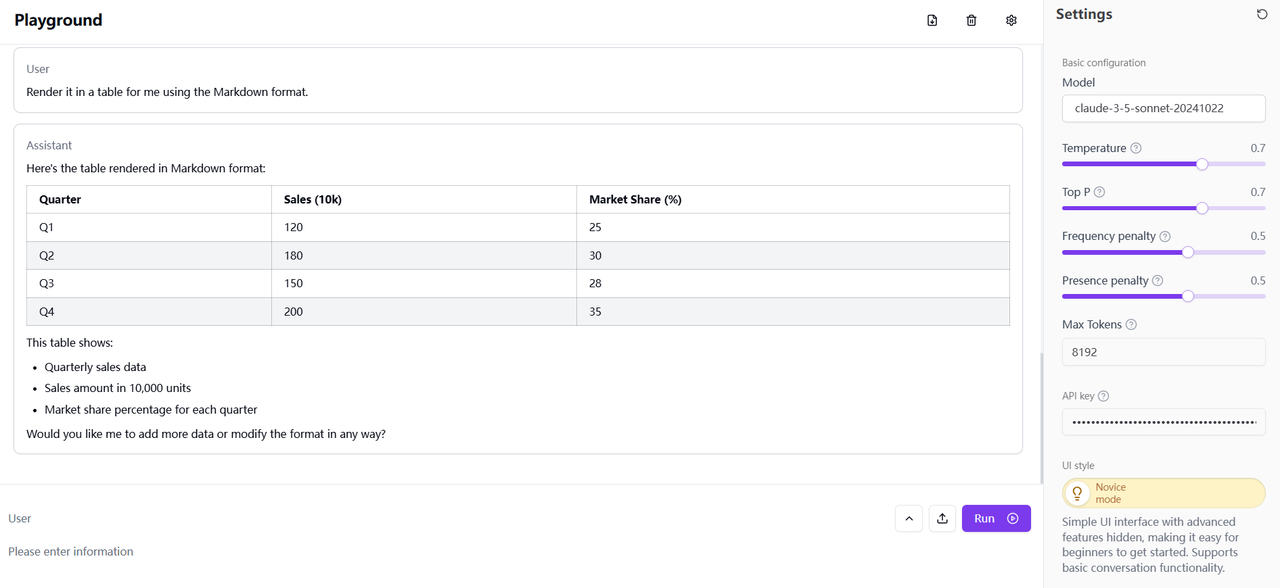 Playground
User
Render it in a table for me using the Markdown format.
Assistant
Here's the table rendered in Markdown format:
Quarter Sales (10k) Market Share (%)
Q1 120 25
Q2 180 30
Q3 150 28
Q4 200 35
This table shows:
• Quarterly sales data
• Sales amount in 10,000 units
• Market share percentage for each quarter
Would you like me to add more data or modify the format in any way?
User
Run
Please enter information
Settings
Basic configuration
Model
claude-3-5-sonnet-20241022
Temperature ? 0.7
Top P ? 0.7
Frequency penalty ? 0.5
Presence penalty ? 0.5
Max Tokens ?
8192
API key ?
••••••••••••••••••••••••••••••••••••••••
UI style
Novice
mode
Simple UI interface with advanced
features hidden, making it easy for
beginners to get started. Supports
basic conversation functionality.